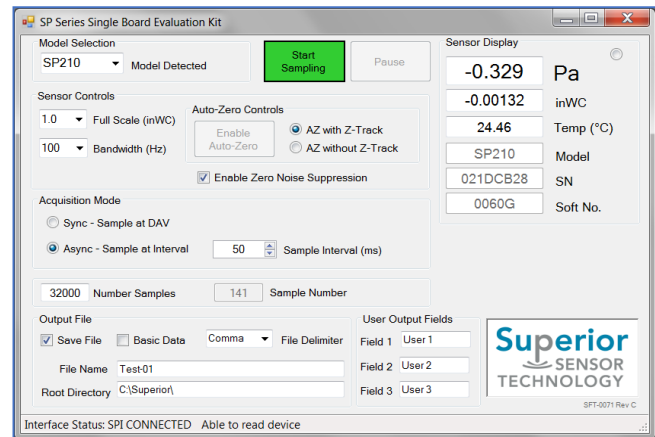 SP Series Single Board Evaluation Kit
Model Selection
SP210 Model Detected
Start Sampling
Pause
Sensor Controls
1.0 Full Scale (inWC)
100 Bandwidth (Hz)
Auto-Zero Controls
Enable Auto-Zero
AZ with Z-Track
AZ without Z-Track
Enable Zero Noise Suppression
Acquisition Mode
Sync - Sample at DAV
Async - Sample at Interval 50 Sample Interval (ms)
32000 Number Samples 141 Sample Number
Output File
Save File Basic Data Comma File Delimiter
File Name Test-01
Root Directory C:\Superior\
User Output Fields
Field 1 User 1
Field 2 User 2
Field 3 User 3
Sensor Display
-0.329 Pa
-0.00132 inWC
24.46 Temp (°C)
SP210 Model
021DCB28 SN
0060G Soft No.
Superior
SENSOR
TECHNOLOGY
SFT-0071 Rev C
Interface Status: SPI CONNECTED Able to read device